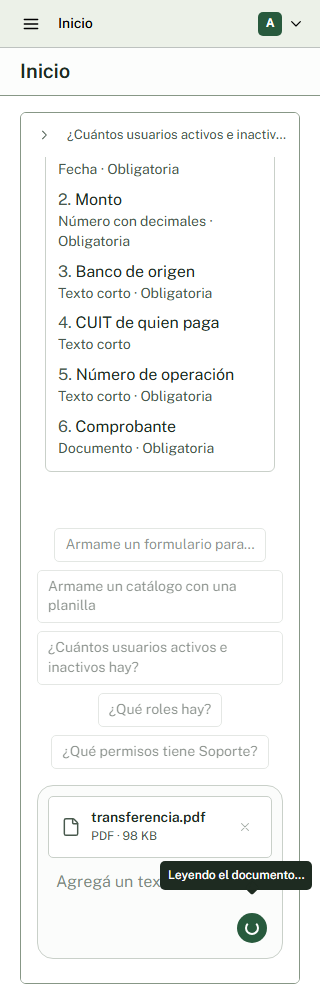 Inicio
A
Inicio
¿Cuántos usuarios activos e inactiv...
Fecha · Obligatoria
2. Monto
Número con decimales ·
Obligatoria
3. Banco de origen
Texto corto · Obligatoria
4. CUIT de quien paga
Texto corto
5. Número de operación
Texto corto · Obligatoria
6. Comprobante
Documento · Obligatoria
Armame un formulario para...
Armame un catálogo con una
planilla
¿Cuántos usuarios activos e
inactivos hay?
¿Qué roles hay?
¿Qué permisos tiene Soporte?
transferencia.pdf
PDF · 98 KB
Leyendo el documento...
Agregá un